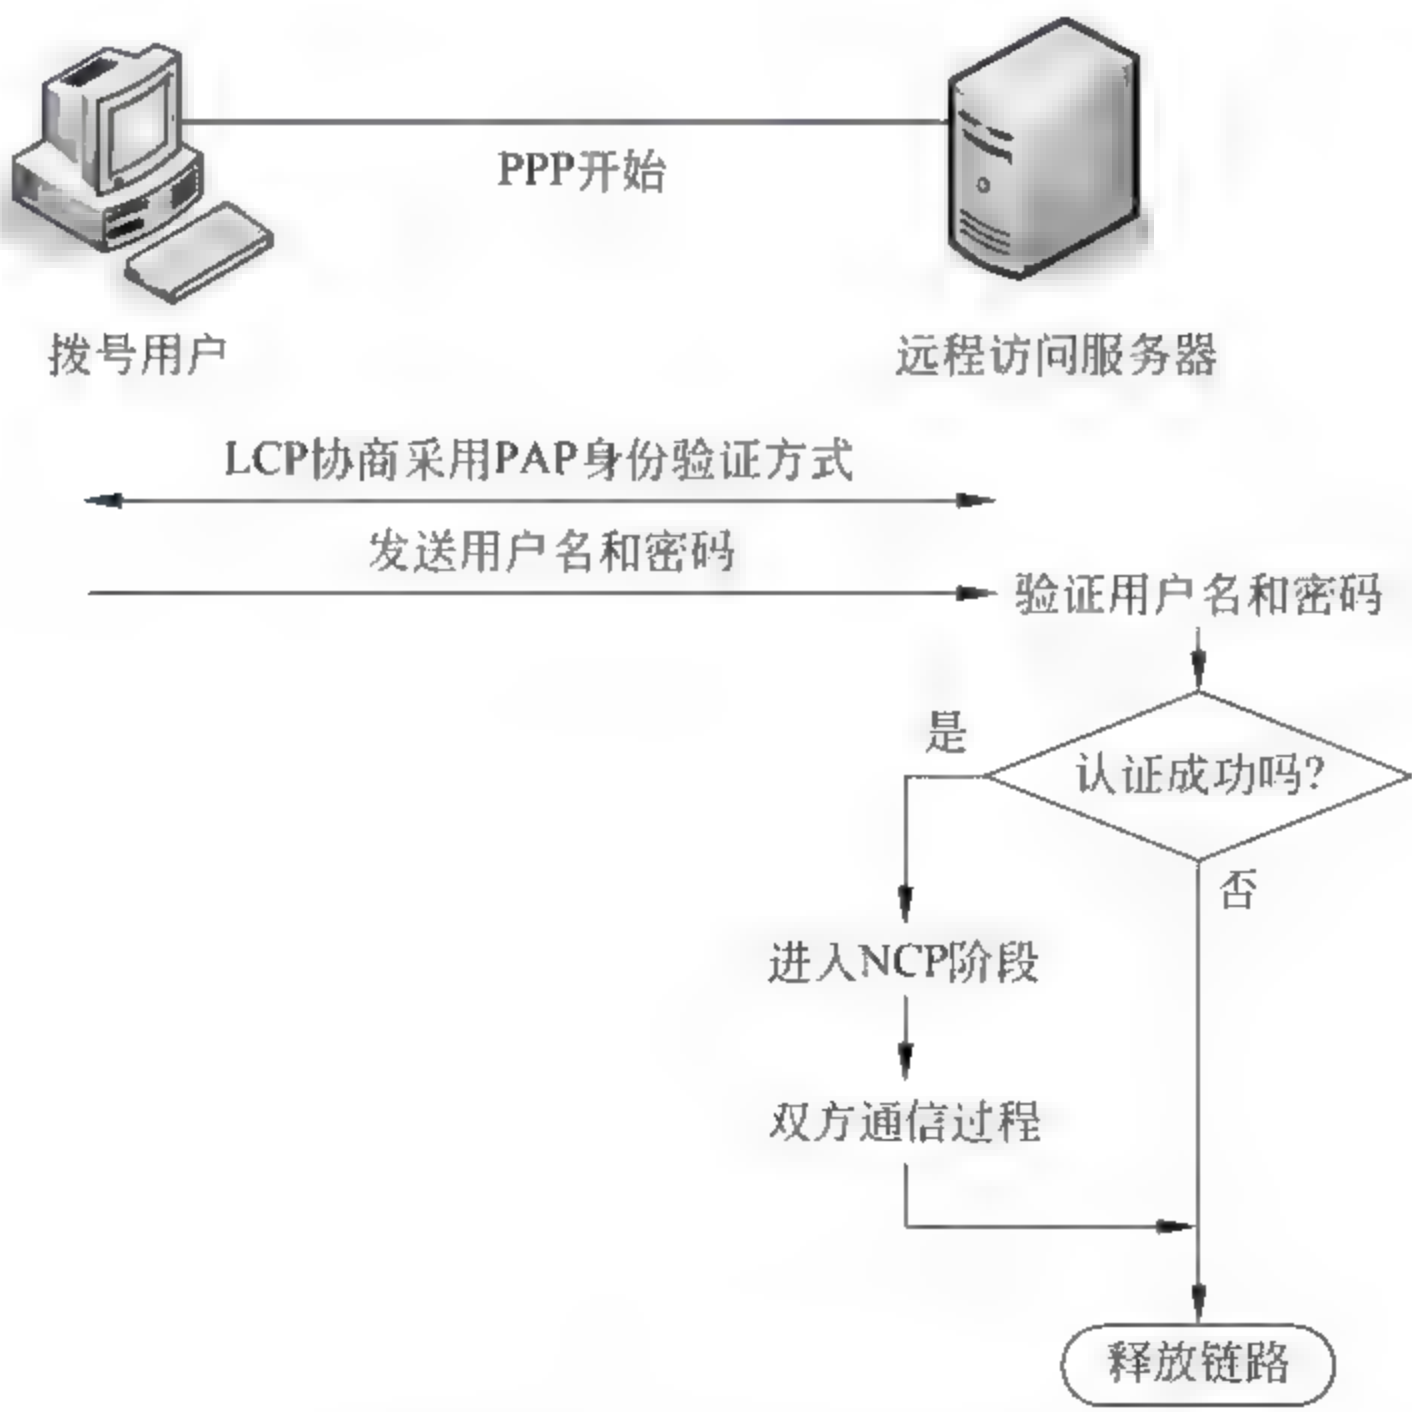 PPP开始
拨号用户
远程访问服务器
LCP协商采用PAP身份验证方式
发送用户名和密码
验证用户名和密码
是
认证成功吗?
否
进入NCP阶段
双方通信过程
释放链路